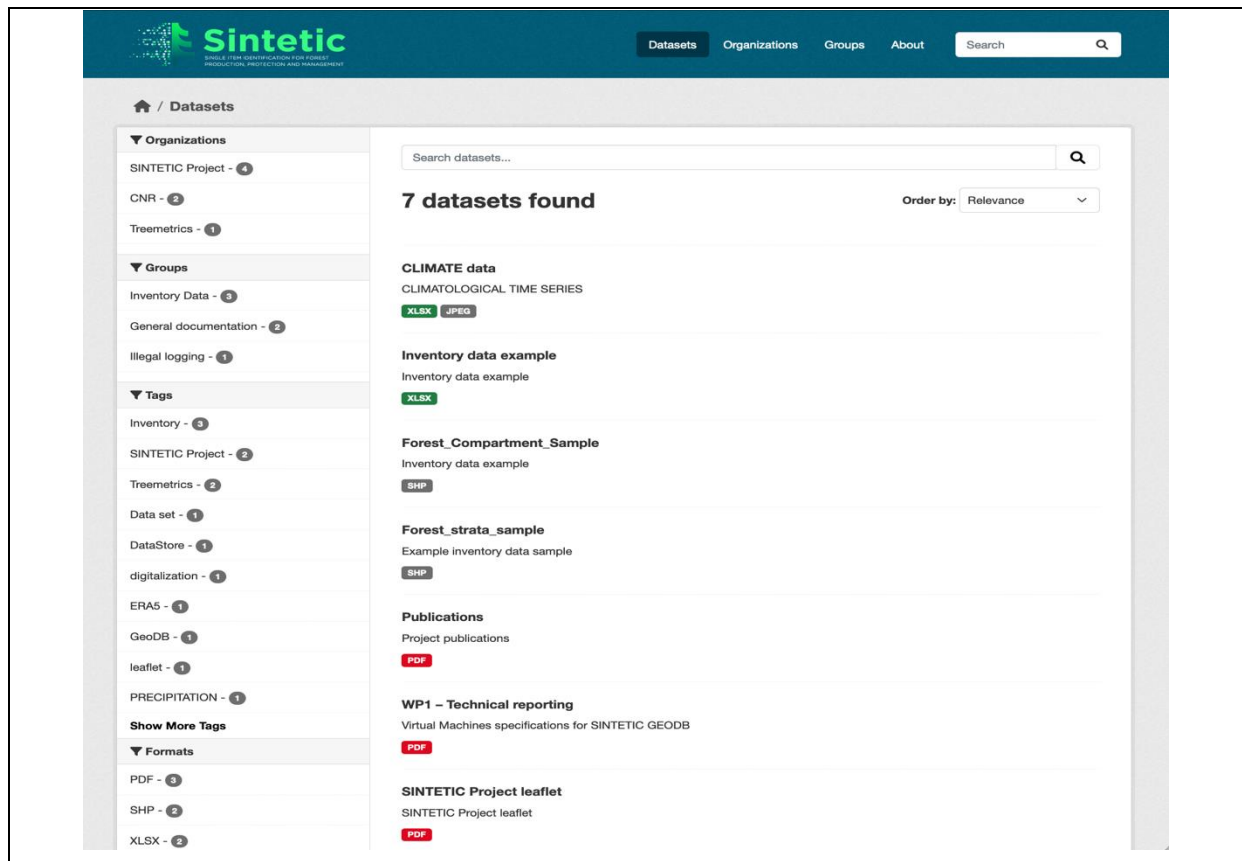 Sintetic
SINGLE ITEM IDENTIFICATION FOR FOREST
PRODUCTION, PROTECTION AND MANAGEMENT
Datasets Organizations Groups About Search
/ Datasets
Organizations
SINTETIC Project - 4
CNR - 2
Treemetrics - 1
Groups
Inventory Data - 3
General documentation - 2
Illegal logging - 1
Tags
Inventory - 3
SINTETIC Project - 2
Treemetrics - 2
Data set - 1
DataStore - 1
digitalization - 1
ERA5 - 1
GeoDB - 1
leaflet - 1
PRECIPITATION - 1
Show More Tags
Formats
PDF - 3
SHP - 2
XLSX - 2
Search datasets...
7 datasets found
Order by: Relevance
CLIMATE data
CLIMATOLOGICAL TIME SERIES
XLSX JPEG
Inventory data example
Inventory data example
XLSX
Forest_Compartment_Sample
Inventory data example
SHP
Forest_strata_sample
Example inventory data sample
SHP
Publications
Project publications
PDF
WP1 – Technical reporting
Virtual Machines specifications for SINTETIC GEODB
PDF
SINTETIC Project leaflet
SINTETIC Project leaflet
PDF